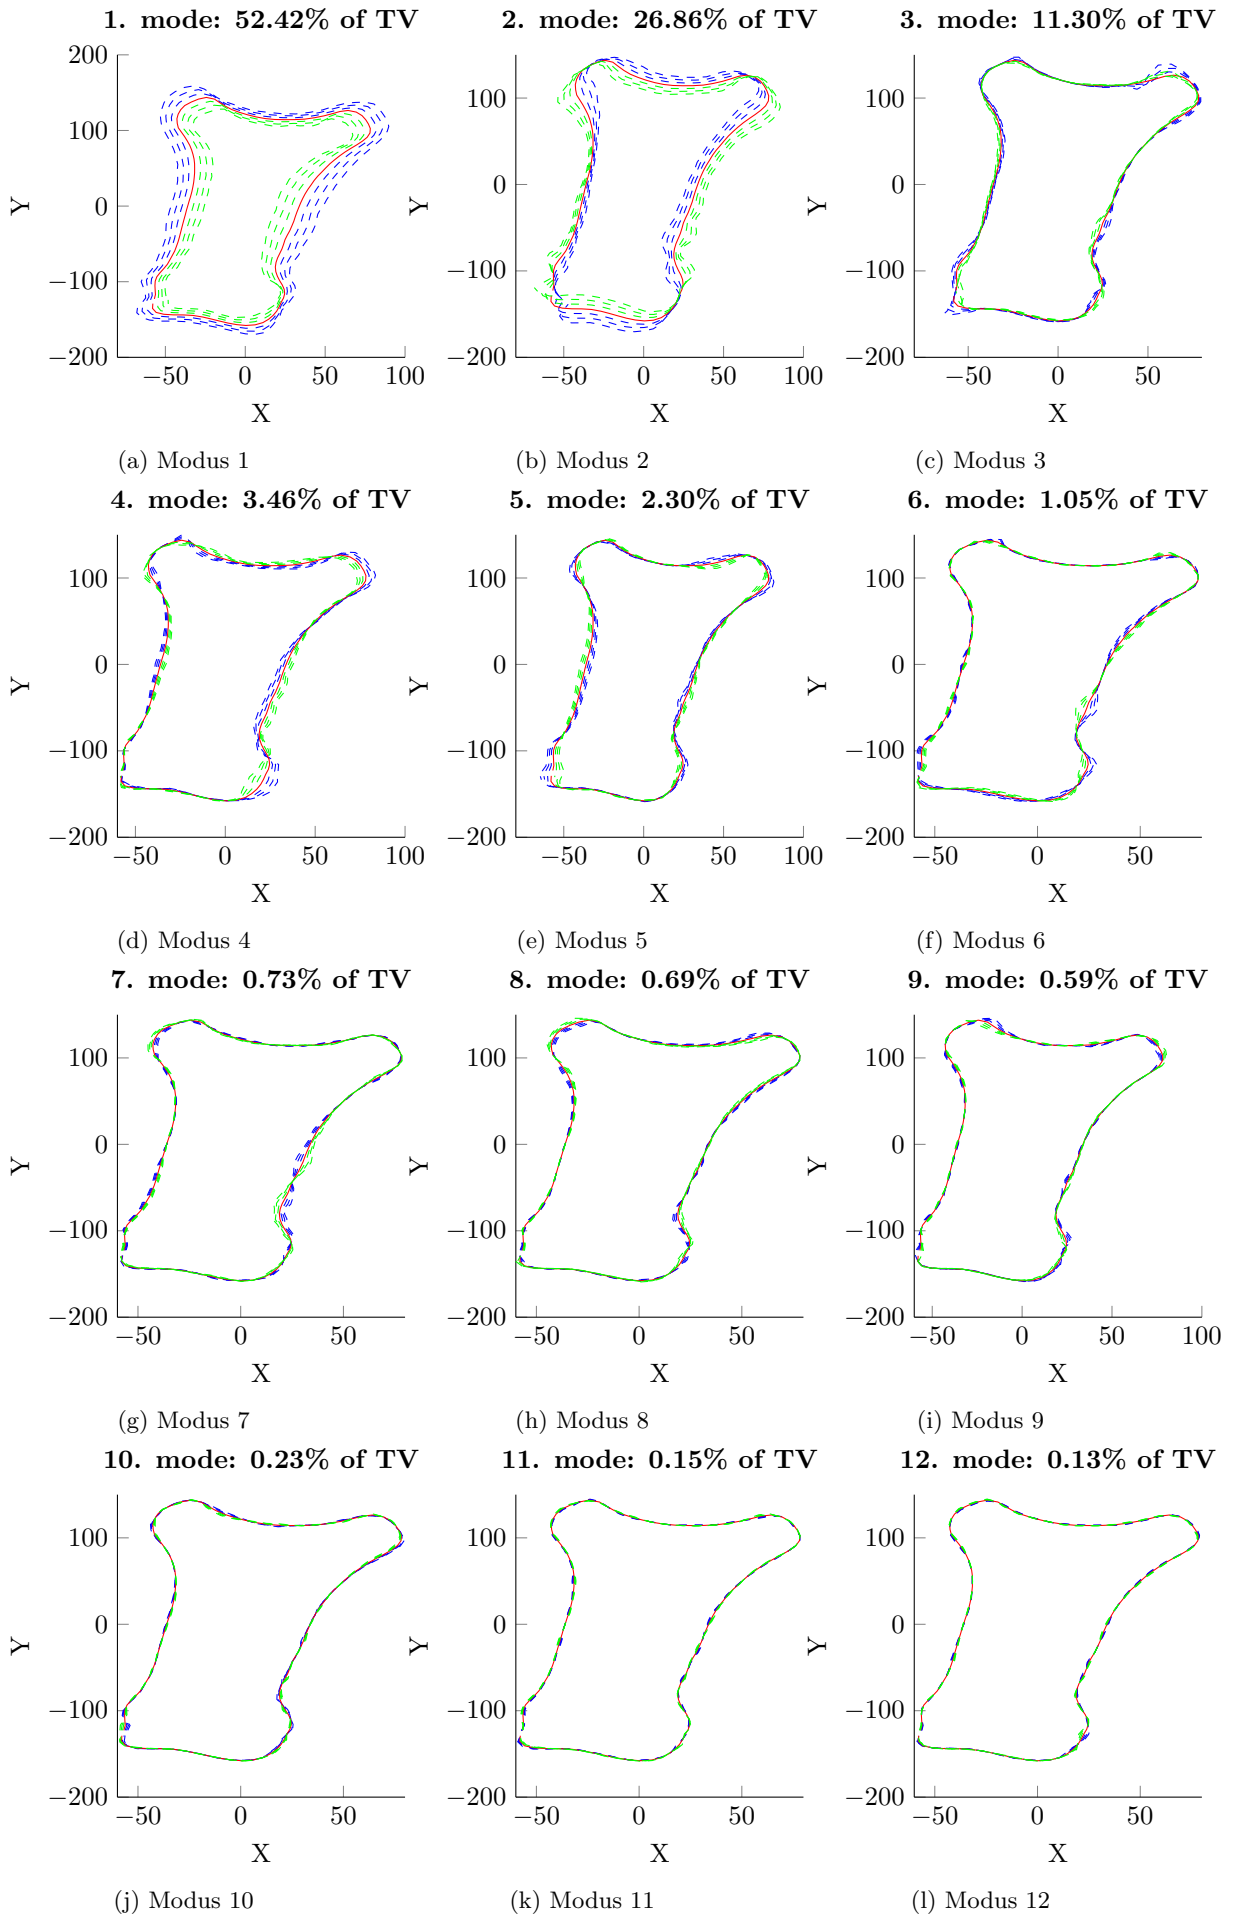 1. mode: 52.42% of TV
2. mode: 26.86% of TV
3. mode: 11.30% of TV
200
100
0
−100
−200
Y
−50 0 50 100
X
100
0
−100
−200
Y
−50 0 50 100
X
100
0
−100
−200
Y
−50 0 50
X
(a) Modus 1
(b) Modus 2
(c) Modus 3
4. mode: 3.46% of TV
5. mode: 2.30% of TV
6. mode: 1.05% of TV
100
0
−100
−200
Y
−50 0 50 100
X
100
0
−100
−200
Y
−50 0 50 100
X
100
0
−100
−200
Y
−50 0 50
X
(d) Modus 4
(e) Modus 5
(f) Modus 6
7. mode: 0.73% of TV
8. mode: 0.69% of TV
9. mode: 0.59% of TV
100
0
−100
−200
Y
−50 0 50
X
100
0
−100
−200
Y
−50 0 50
X
100
0
−100
−200
Y
−50 0 50 100
X
(g) Modus 7
(h) Modus 8
(i) Modus 9
10. mode: 0.23% of TV
11. mode: 0.15% of TV
12. mode: 0.13% of TV
100
0
−100
−200
Y
−50 0 50
X
100
0
−100
−200
Y
−50 0 50
X
100
0
−100
−200
Y
−50 0 50
X
(j) Modus 10
(k) Modus 11
(l) Modus 12